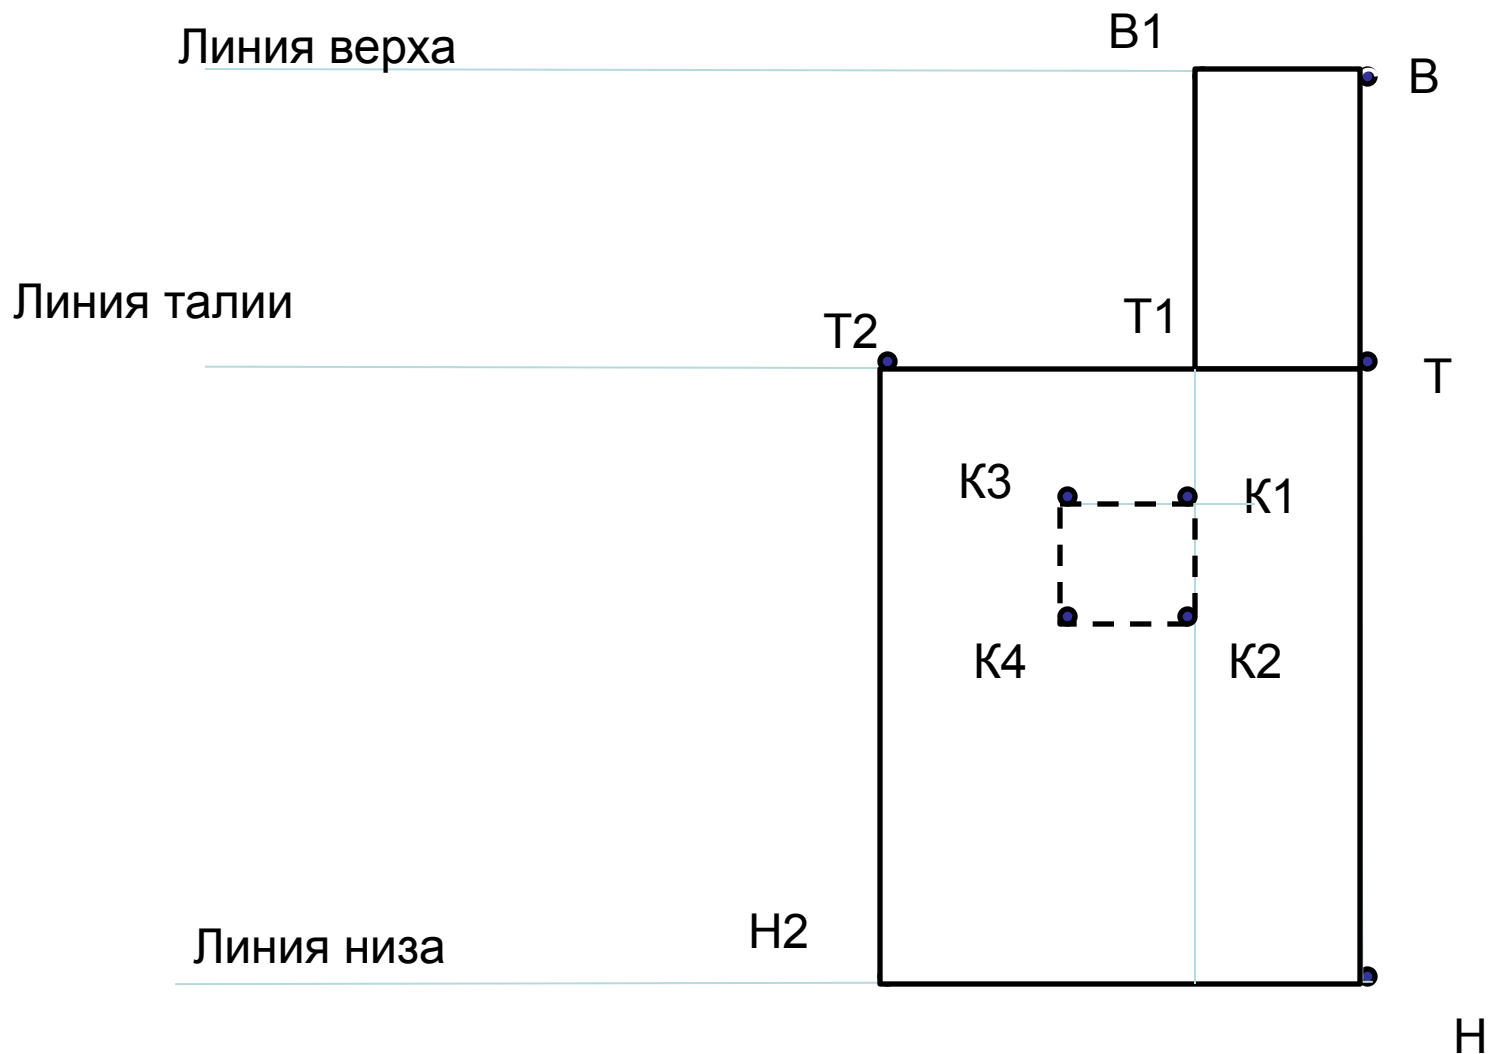 В1
Линия верха
В
Линия талии
Т2
Т1
Т
К3
К1
К4
К2
Н2
Линия низа
Н